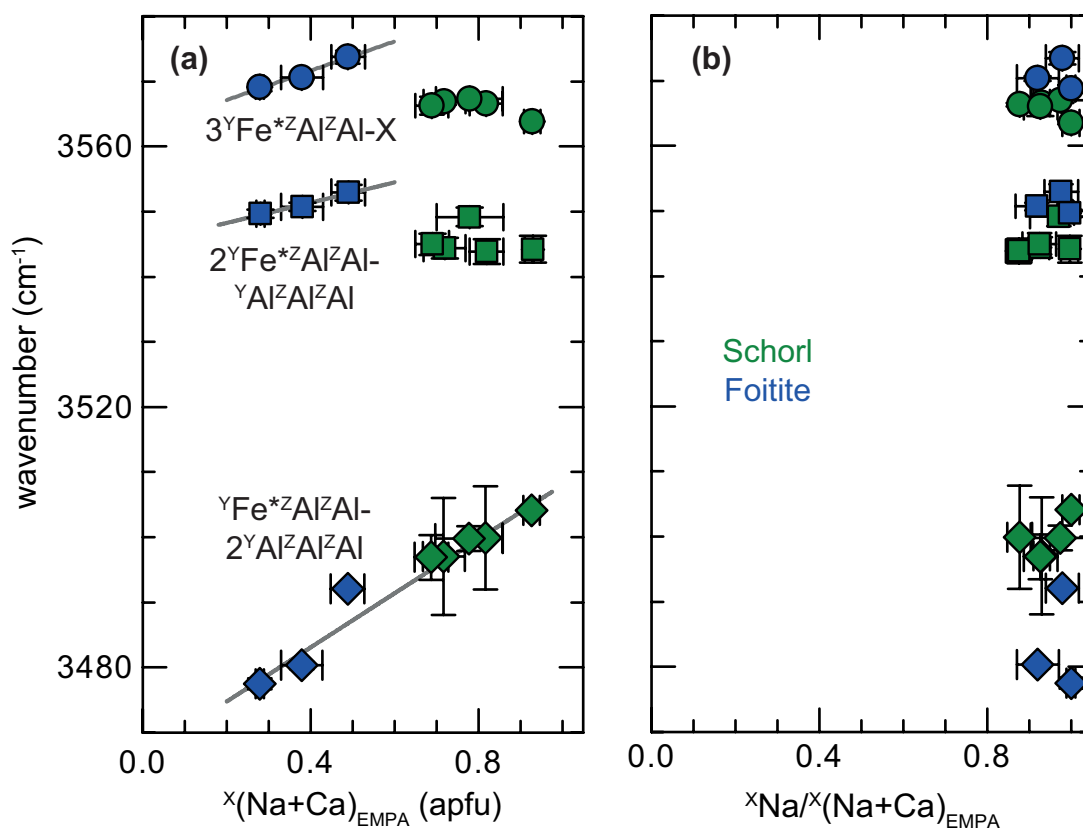 (a)
(b)
3ʸFe*ᶻAlᶻAl-X
3560
2ʸFe*ᶻAlᶻAl-
ʸAlᶻAlᶻAl
wavenumber (cm⁻¹)
Schorl
Foitite
3520
ʸFe*ᶻAlᶻAl-
2ʸAlᶻAlᶻAl
3480
0.0 0.4 0.8 0.0 0.4 0.8
ˣ(Na+Ca)EMPA (apfu)
ˣNa/ˣ(Na+Ca)EMPA